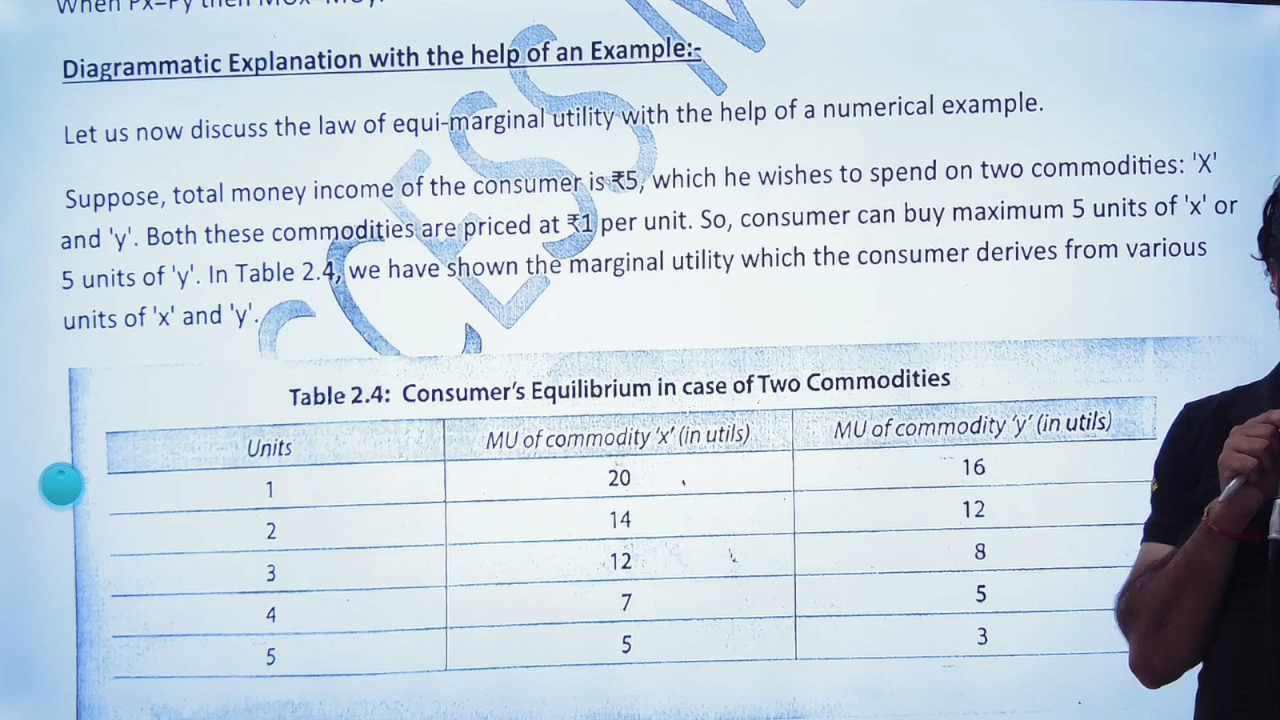 When Px=Py then MUx=MUy.
Diagrammatic Explanation with the help of an Example:-
Let us now discuss the law of equi-marginal utility with the help of a numerical example.
Suppose, total money income of the consumer is ₹5, which he wishes to spend on two commodities: 'X'
and 'y'. Both these commodities are priced at ₹1 per unit. So, consumer can buy maximum 5 units of 'x' or
5 units of 'y'. In Table 2.4, we have shown the marginal utility which the consumer derives from various
units of 'x' and 'y'.
Table 2.4: Consumer's Equilibrium in case of Two Commodities
Units MU of commodity 'x' (in utils) MU of commodity 'y' (in utils)
1 20 16
2 14 12
3 12 8
4 7 5
5 5 3